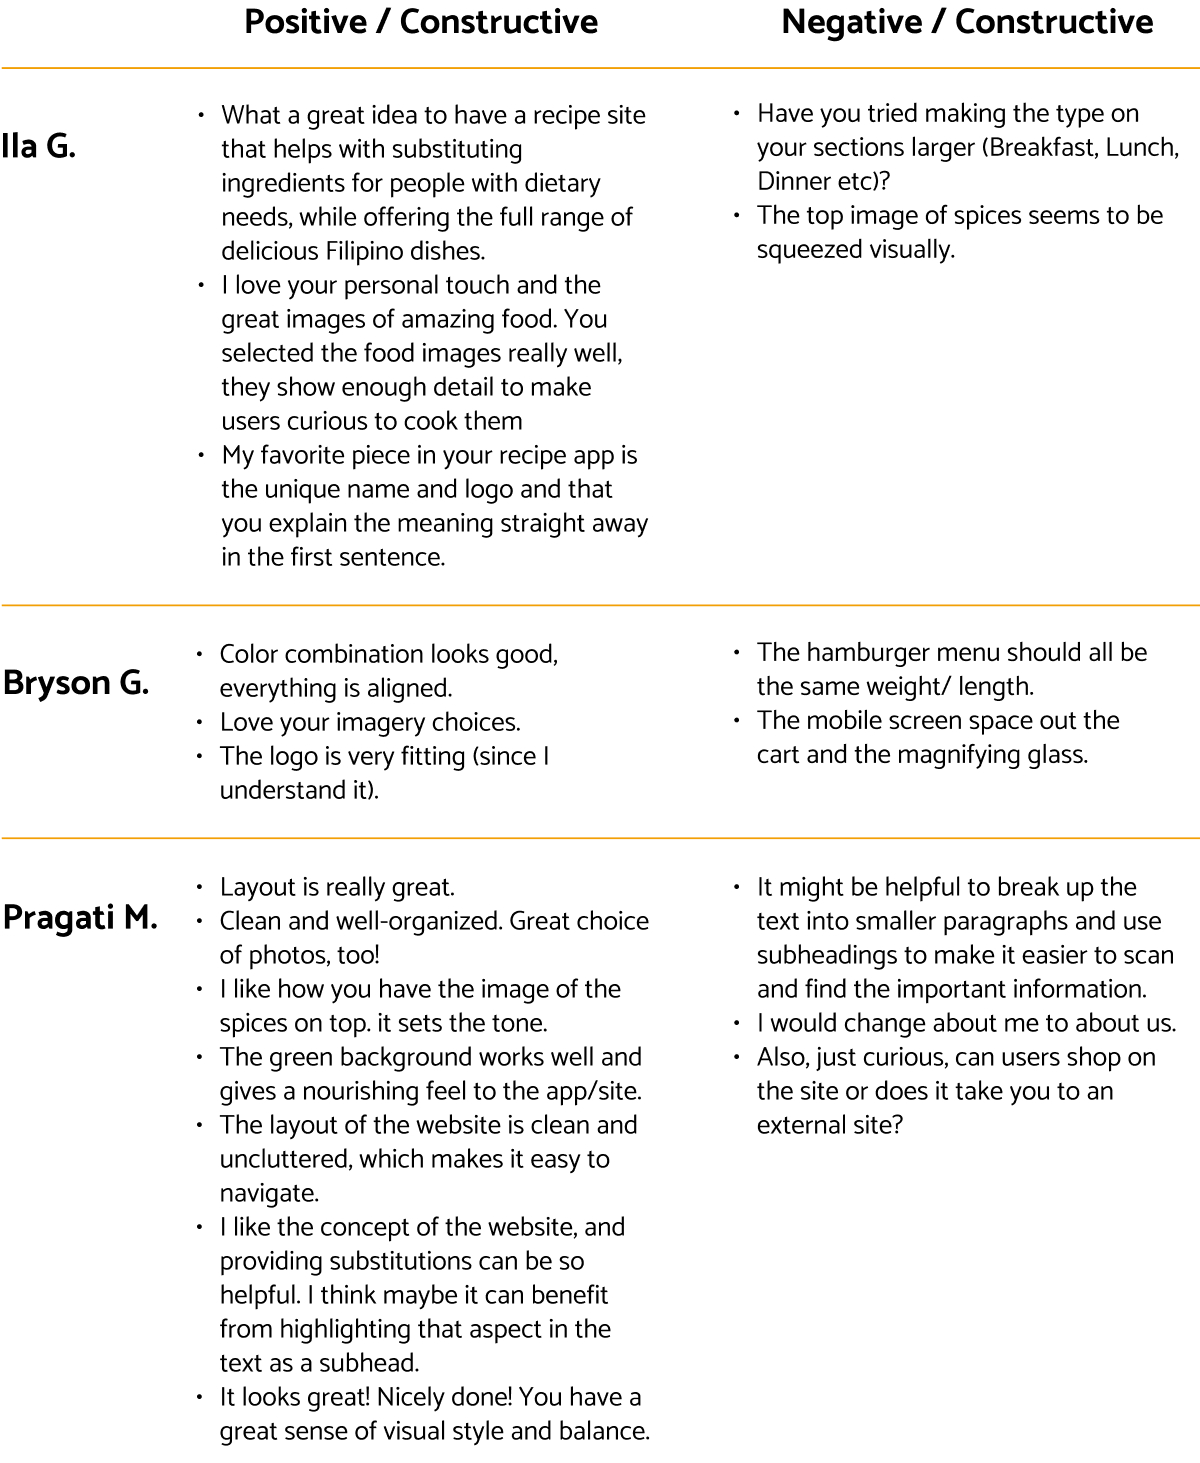 Positive / Constructive
Negative / Constructive
Ila G.
• What a great idea to have a recipe site
that helps with substituting
ingredients for people with dietary
needs, while offering the full range of
delicious Filipino dishes.
• I love your personal touch and the
great images of amazing food. You
selected the food images really well,
they show enough detail to make
users curious to cook them
• My favorite piece in your recipe app is
the unique name and logo and that
you explain the meaning straight away
in the first sentence.
• Have you tried making the type on
your sections larger (Breakfast, Lunch,
Dinner etc)?
• The top image of spices seems to be
squeezed visually.
Bryson G.
• Color combination looks good,
everything is aligned.
• Love your imagery choices.
• The logo is very fitting (since I
understand it).
• The hamburger menu should all be
the same weight/ length.
• The mobile screen space out the
cart and the magnifying glass.
Pragati M.
• Layout is really great.
• Clean and well-organized. Great choice
of photos, too!
• I like how you have the image of the
spices on top. it sets the tone.
• The green background works well and
gives a nourishing feel to the app/site.
• The layout of the website is clean and
uncluttered, which makes it easy to
navigate.
• I like the concept of the website, and
providing substitutions can be so
helpful. I think maybe it can benefit
from highlighting that aspect in the
text as a subhead.
• It looks great! Nicely done! You have a
great sense of visual style and balance.
• It might be helpful to break up the
text into smaller paragraphs and use
subheadings to make it easier to scan
and find the important information.
• I would change about me to about us.
• Also, just curious, can users shop on
the site or does it take you to an
external site?